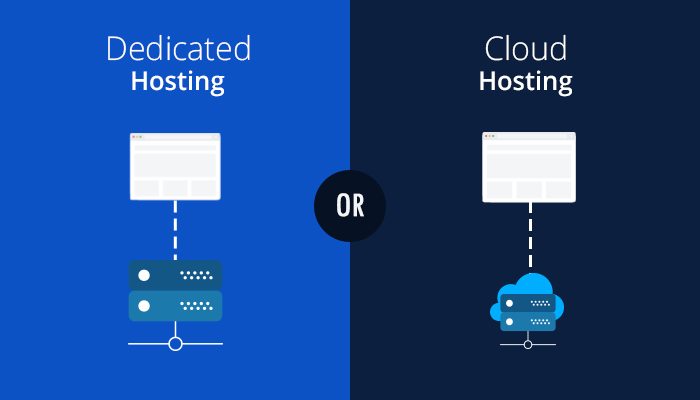 Dedicated
Hosting
OR
Cloud
Hosting